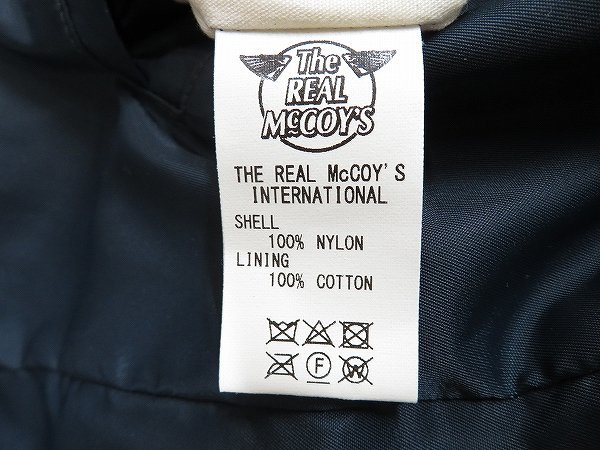 The
REAL
McCOY'S
THE REAL McCOY'S
INTERNATIONAL
SHELL
100% NYLON
LINING
100% COTTON
F W